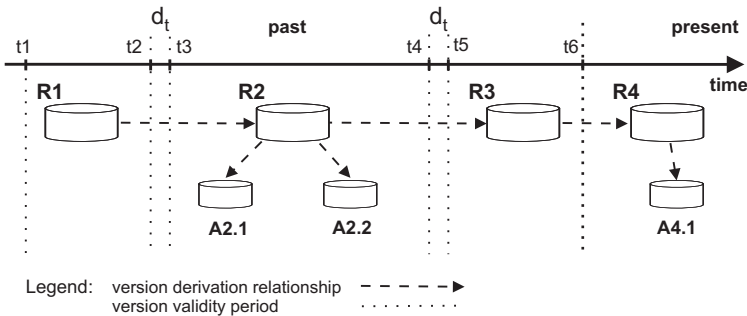 d_t past d_t present
t1 t2 t3 t4 t5 t6
time
R1 R2 R3 R4
A2.1 A2.2 A4.1
Legend: version derivation relationship
version validity period